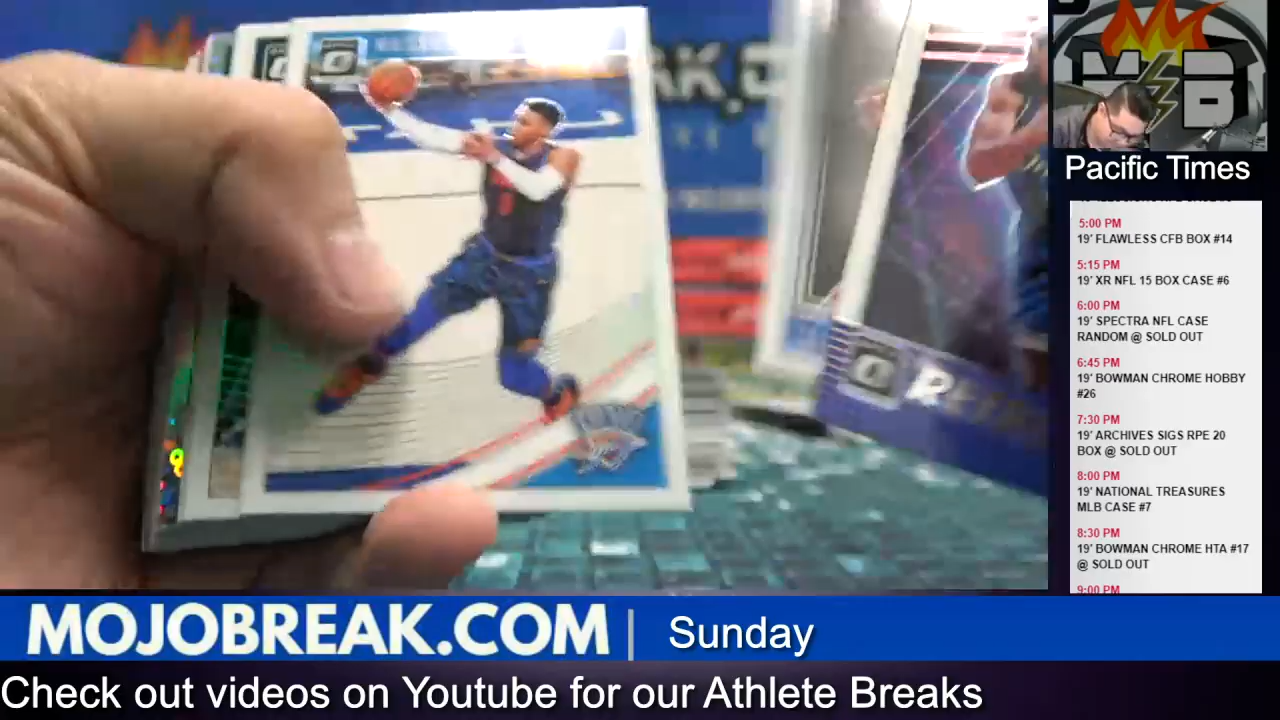 Pacific Times
5:00 PM
19' FLAWLESS CFB BOX #14
5:15 PM
19' XR NFL 15 BOX CASE #6
6:00 PM
19' SPECTRA NFL CASE
RANDOM @ SOLD OUT
6:45 PM
19' BOWMAN CHROME HOBBY
#26
7:30 PM
19' ARCHIVES SIGS RPE 20
BOX @ SOLD OUT
8:00 PM
19' NATIONAL TREASURES
MLB CASE #7
8:30 PM
19' BOWMAN CHROME HTA #17
@ SOLD OUT
9:00 PM
MOJOBREAK.COM | Sunday
Check out videos on Youtube for our Athlete Breaks